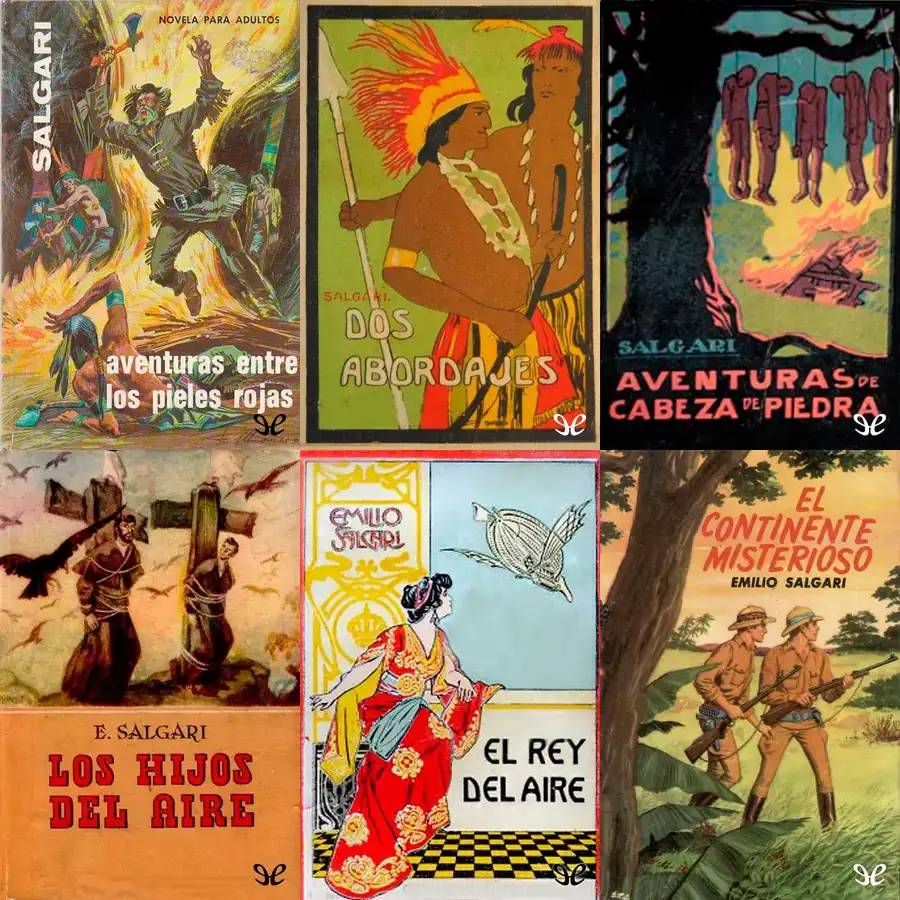 NOVELA PARA ADULTOS
SALGARI
aventuras entre
los pieles rojas
SALGARI.
DOS
ABORDAJES
SALGARI
AVENTURAS DE
CABEZA DE PIEDRA
E. SALGARI
LOS HIJOS
DEL AIRE
EMILIO
SALGARI
EL REY
DEL AIRE
EL
CONTINENTE
MISTERIOSO
EMILIO SALGARI